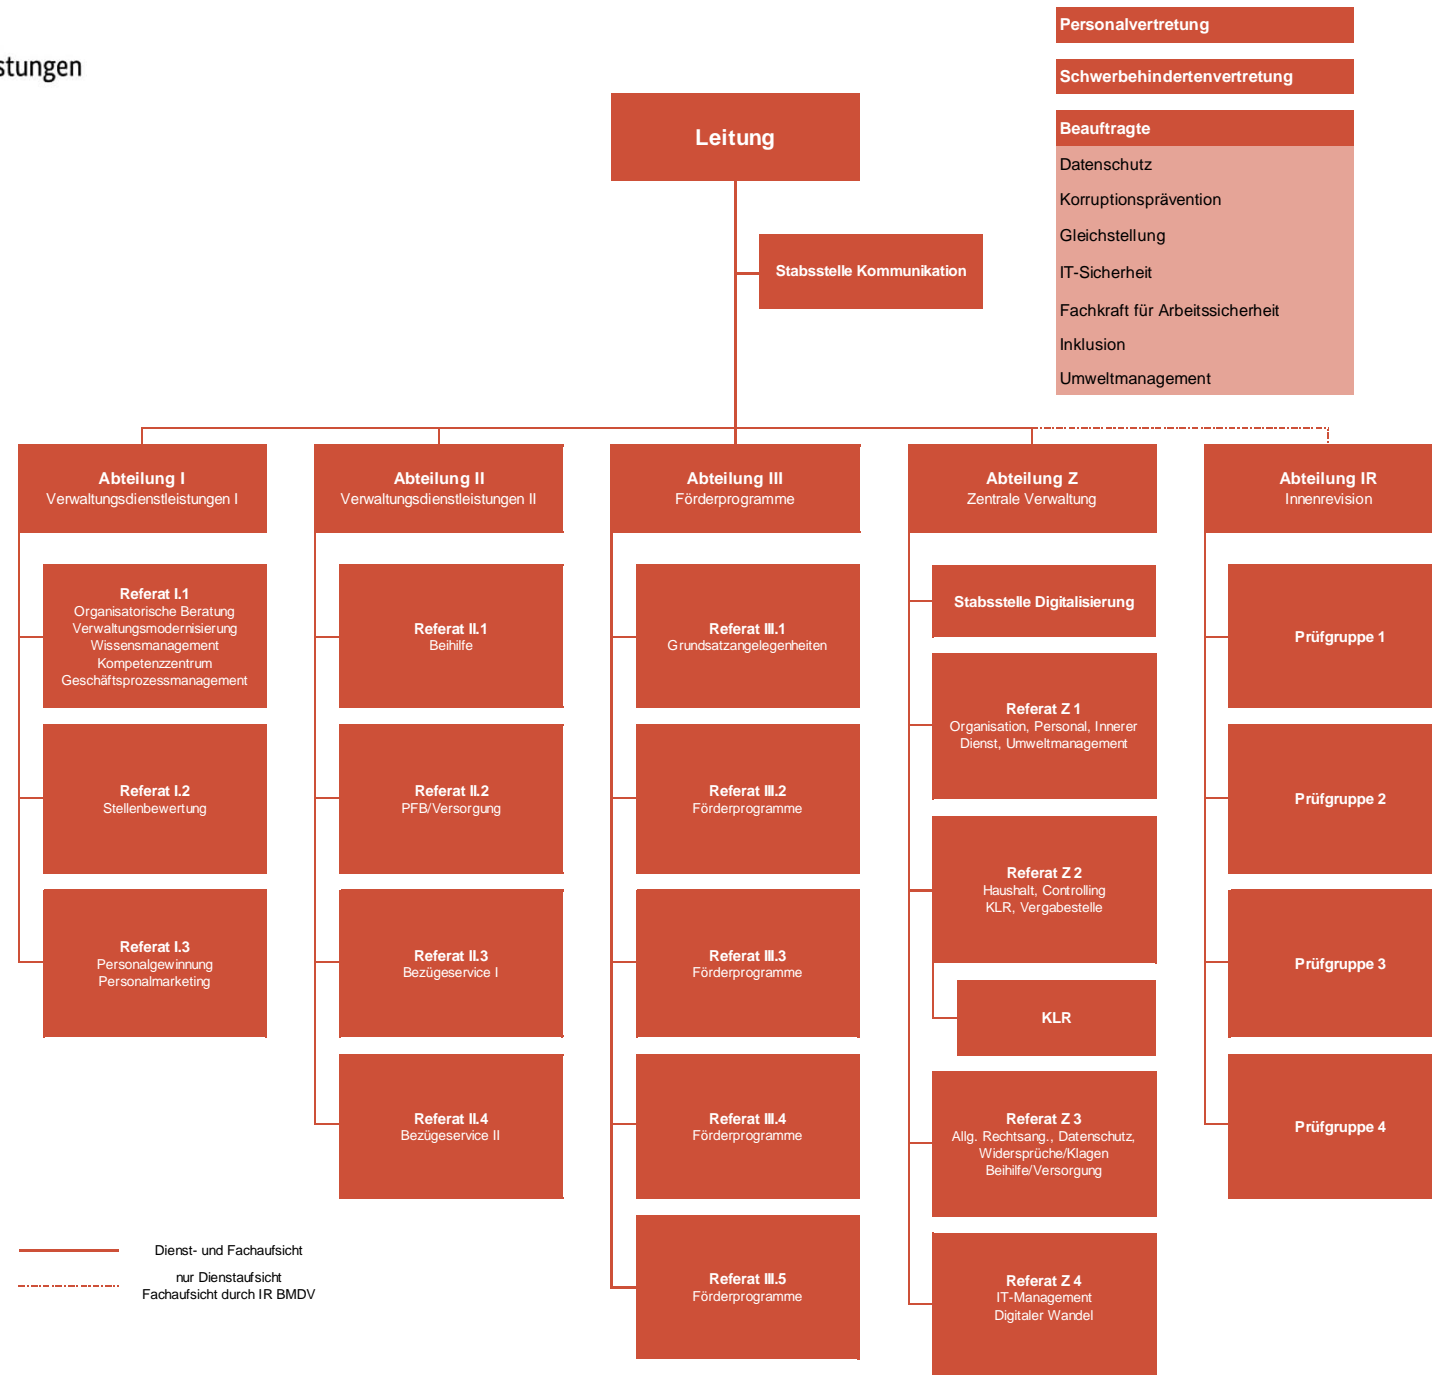 stungen
Personalvertretung
Schwerbehindertenvertretung
Beauftragte
Datenschutz
Korruptionsprävention
Gleichstellung
IT-Sicherheit
Fachkraft für Arbeitssicherheit
Inklusion
Umweltmanagement
Leitung
Stabsstelle Kommunikation
Abteilung I
Verwaltungsdienstleistungen I
Referat I.1
Organisatorische Beratung
Verwaltungsmodernisierung
Wissensmanagement
Kompetenzzentrum
Geschäftsprozessmanagement
Referat I.2
Stellenbewertung
Referat I.3
Personalgewinnung
Personalmarketing
Abteilung II
Verwaltungsdienstleistungen II
Referat II.1
Beihilfe
Referat II.2
PFB/Versorgung
Referat II.3
Bezügeservice I
Referat II.4
Bezügeservice II
Abteilung III
Förderprogramme
Referat III.1
Grundsatzangelegenheiten
Referat III.2
Förderprogramme
Referat III.3
Förderprogramme
Referat III.4
Förderprogramme
Referat III.5
Förderprogramme
Abteilung Z
Zentrale Verwaltung
Stabsstelle Digitalisierung
Referat Z 1
Organisation, Personal, Innerer
Dienst, Umweltmanagement
Referat Z 2
Haushalt, Controlling
KLR, Vergabestelle
KLR
Referat Z 3
Allg. Rechtsang., Datenschutz,
Widersprüche/Klagen
Beihilfe/Versorgung
Referat Z 4
IT-Management
Digitaler Wandel
Abteilung IR
Innenrevision
Prüfgruppe 1
Prüfgruppe 2
Prüfgruppe 3
Prüfgruppe 4
Dienst- und Fachaufsicht
nur Dienstaufsicht
Fachaufsicht durch IR BMDV